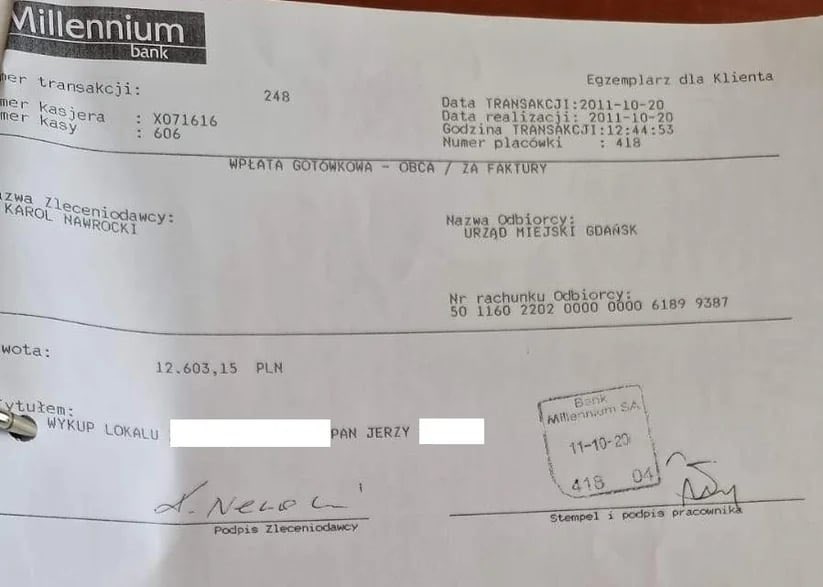 Millennium
bank
mer transakcji: 248
mer kasjera : X071616
mer kasy : 606
Egzemplarz dla Klienta
Data TRANSAKCJI:2011-10-20
Data realizacji: 2011-10-20
Godzina TRANSAKCJI:12:44:53
Numer placówki : 418
WPŁATA GOTÓWKOWA - OBCA / ZA FAKTURY
azwa Zleceniodawcy:
KAROL NAWROCKI
Nazwa Odbiorcy:
URZĄD MIEJSKI GDAŃSK
Nr rachunku Odbiorcy:
50 1160 2202 0000 0000 6189 9387
wota:
12.603,15 PLN
ytułem:
WYKUP LOKALU PAN JERZY
Bank
Millennium SA
11-10-20
418 04
Podpis Zleceniodawcy
Stempel i podpis pracownika